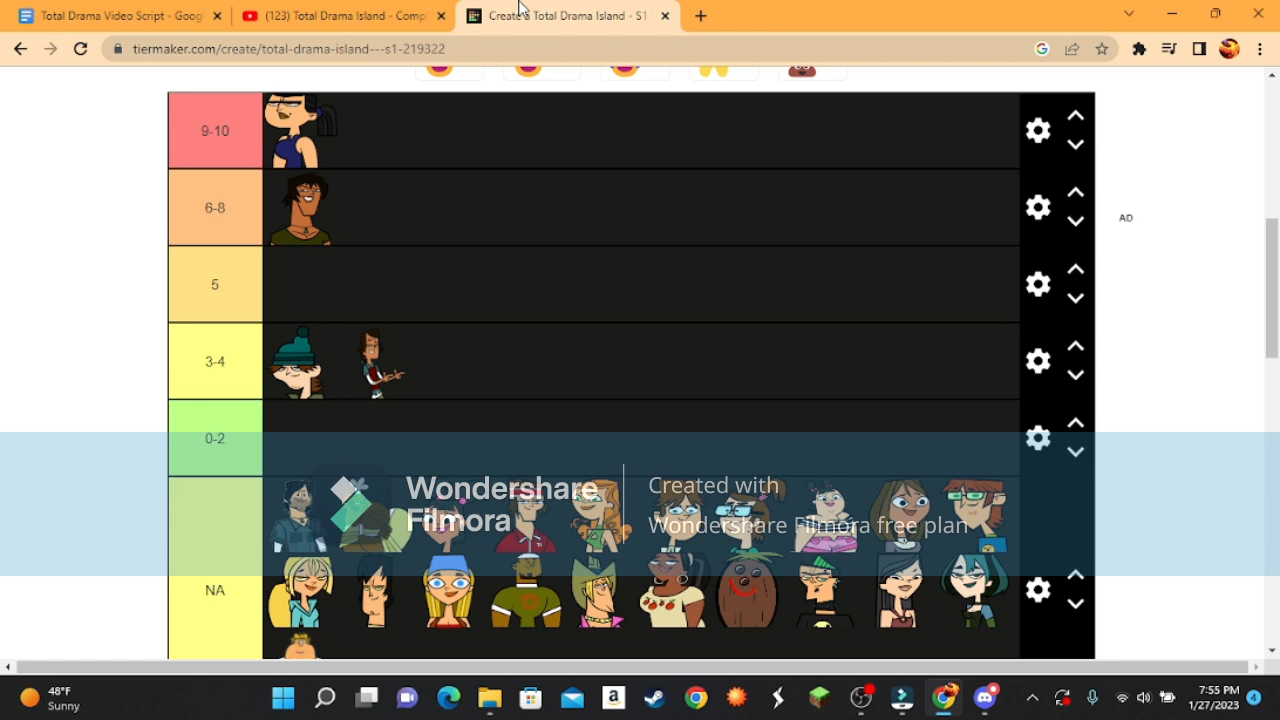 Total Drama Video Script - Goog
(123) Total Drama Island - Compl
Create a Total Drama Island - S1
tiermaker.com/create/total-drama-island---s1-219322
9-10
6-8
AD
5
3-4
0-2
Wondershare
Filmora
Created with
Wondershare Filmora free plan
NA
48°F
Sunny
a
7:55 PM
1/27/2023
4